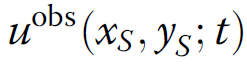 u^obs(x_S, y_S; t)